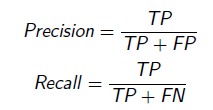 Precision = TP / TP + FP
Recall = TP / TP + FN